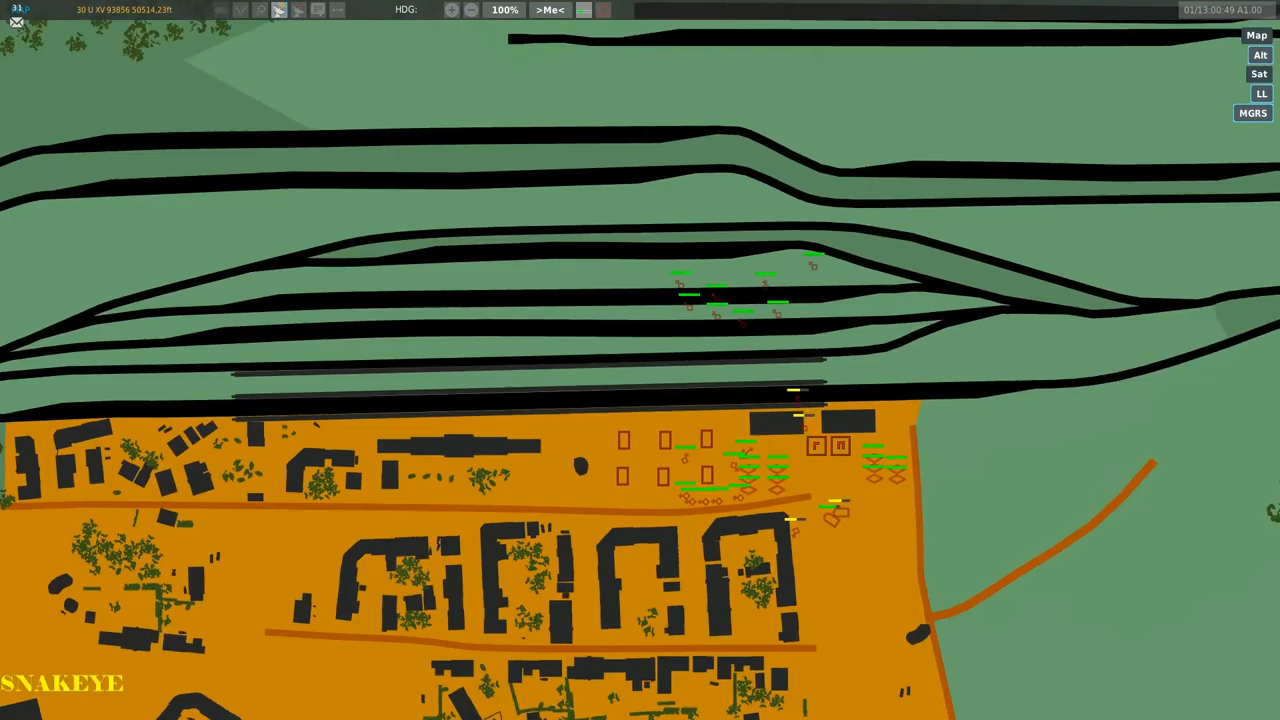 30 U XV 93856 50514,23ft
HDG:
100%
>Me<
01/13:00:49 A1.00
31
Map
Alt
Sat
LL
MGRS
SNAKEYE